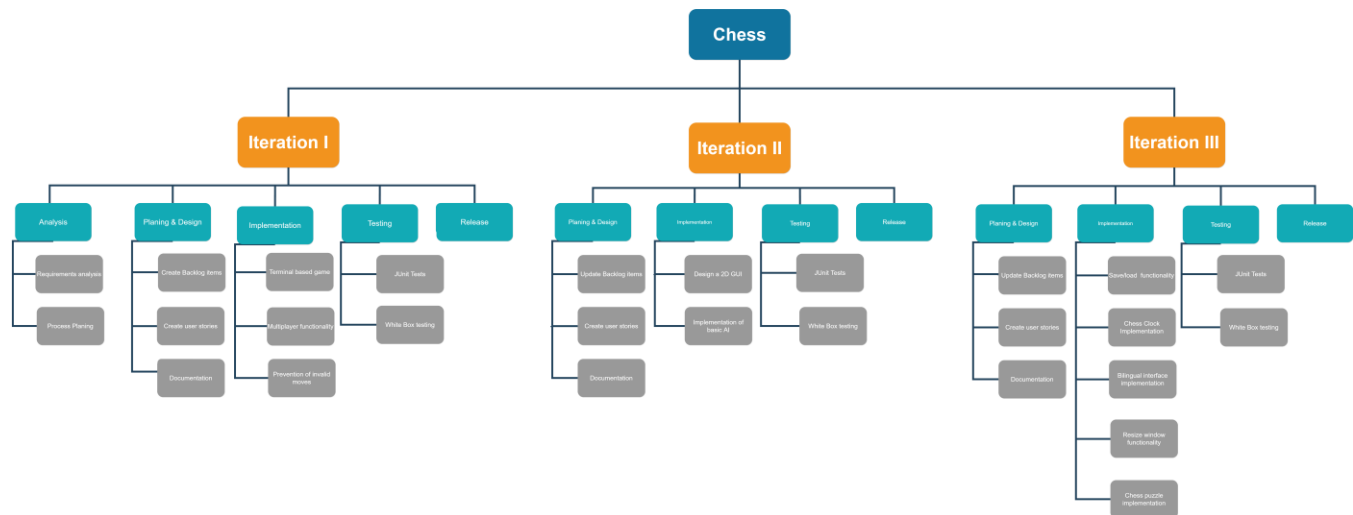 Chess
Iteration I
Iteration II
Iteration III
Analysis
Planing & Design
Implementation
Testing
Release
Planing & Design
Implementation
Testing
Release
Planing & Design
Implementation
Testing
Release
Requirements analysis
Process Planing
Create Backlog items
Create user stories
Documentation
Terminal based game
Multiplayer functionality
Prevention of invalid
moves
JUnit Tests
White Box testing
Update Backlog items
Create user stories
Documentation
Design a 2D GUI
Implementation of
basic AI
JUnit Tests
White Box testing
Update Backlog items
Create user stories
Documentation
Save/load functionality
Chess Clock
Implementation
Bilingual interface
implementation
Resize window
functionality
Chess puzzle
implementation
JUnit Tests
White Box testing